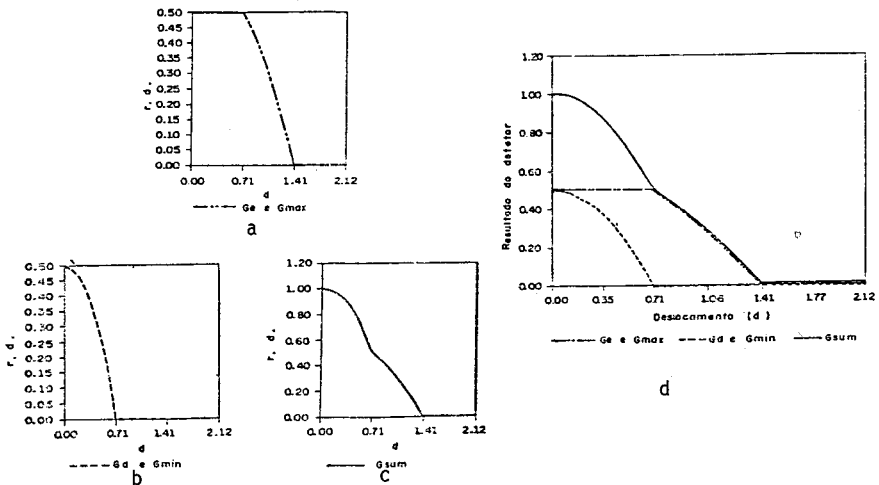 0.50
0.45
0.40
0.35
0.30
0.25
0.20
0.15
0.10
0.05
0.00
r. d.
0.00 0.71 1.41 2.12
d
Ge e Gmax
a
0.50
0.45
0.40
0.35
0.30
0.25
0.20
0.15
0.10
0.05
0.00
r. d.
0.00 0.71 1.41 2.12
d
Gd e Gmin
b
1.20
1.00
0.80
0.60
0.40
0.20
0.00
r. d.
0.00 0.71 1.41 2.12
d
Gsum
c
1.20
1.00
0.80
0.60
0.40
0.20
0.00
Resultado do detetor
0.00 0.35 0.71 1.06 1.41 1.77 2.12
Deslocamento (d)
Ge e Gmax Gd e Gmin Gsum
d